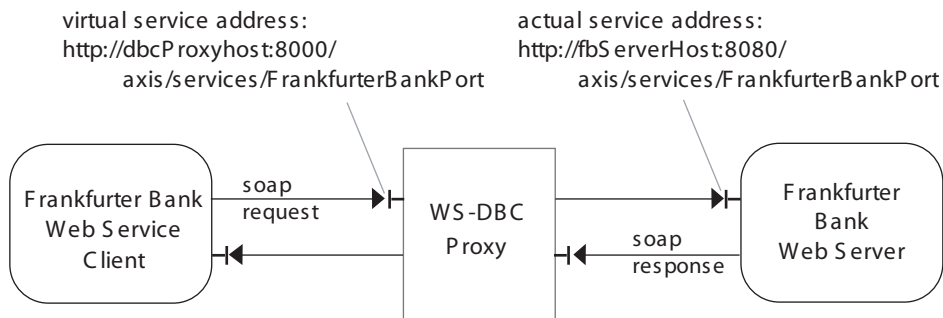 virtual service address:
http://dbcProxyhost:8000/
axis/services/FrankfurterBankPort
actual service address:
http://fbServerHost:8080/
axis/services/FrankfurterBankPort
Frankfurter Bank
Web Service
Client
soap
request
WS-DBC
Proxy
soap
response
Frankfurter
Bank
Web Server